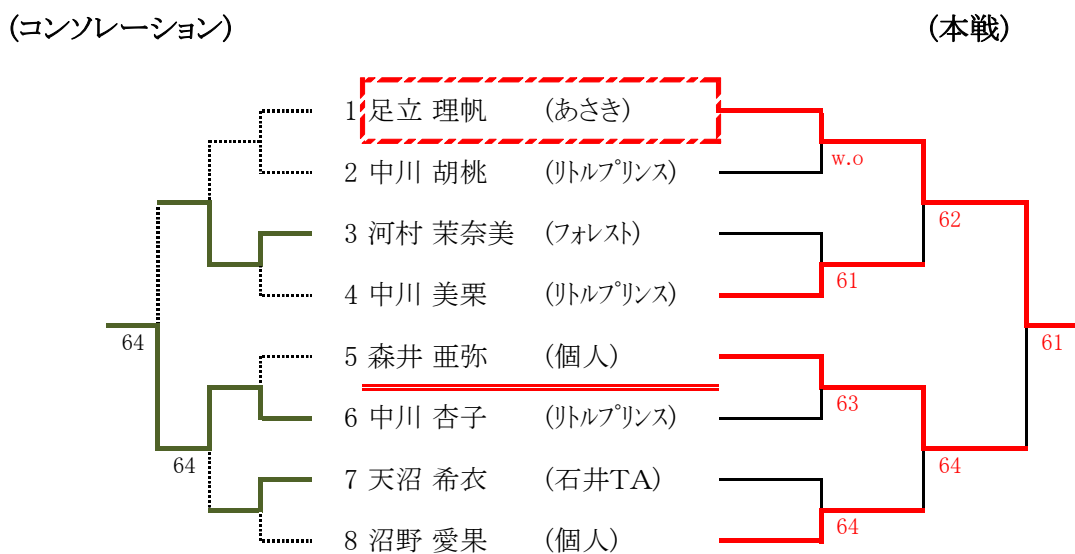 (コンソレーション) (本戦)
1 足立 理帆 (あさき)
w.o
2 中川 胡桃 (リトルプリンス)
62
3 河村 茉奈美 (フォレスト)
61
4 中川 美栗 (リトルプリンス)
64 61
5 森井 亜弥 (個人)
63
6 中川 杏子 (リトルプリンス)
64 64
7 天沼 希衣 (石井TA)
64
8 沼野 愛果 (個人)